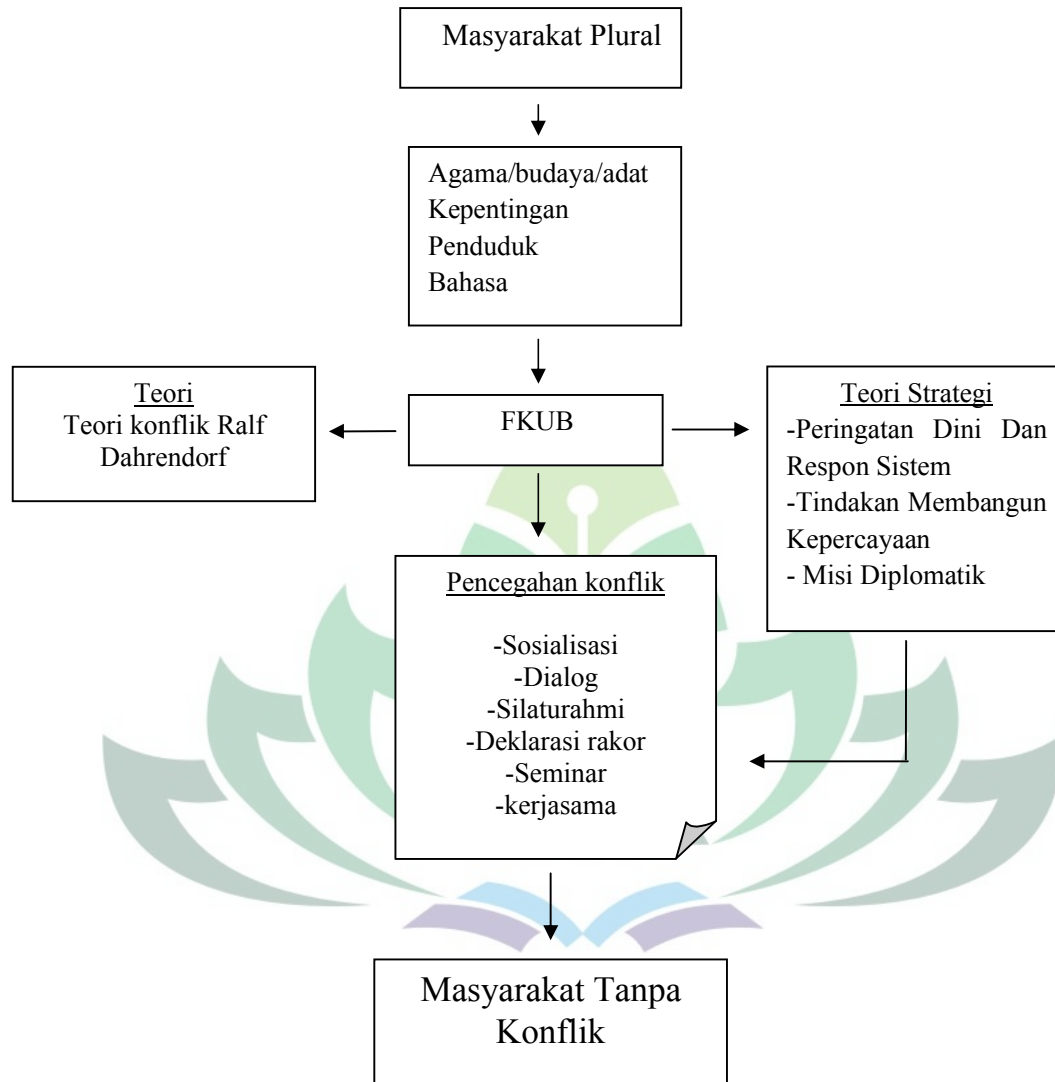 Masyarakat Plural
Agama/budaya/adat
Kepentingan
Penduduk
Bahasa
Teori
Teori konflik Ralf
Dahrendorf
FKUB
Teori Strategi
-Peringatan Dini Dan
Respon Sistem
-Tindakan Membangun
Kepercayaan
- Misi Diplomatik
Pencegahan konflik
-Sosialisasi
-Dialog
-Silaturahmi
-Deklarasi rakor
-Seminar
-kerjasama
Masyarakat Tanpa
Konflik